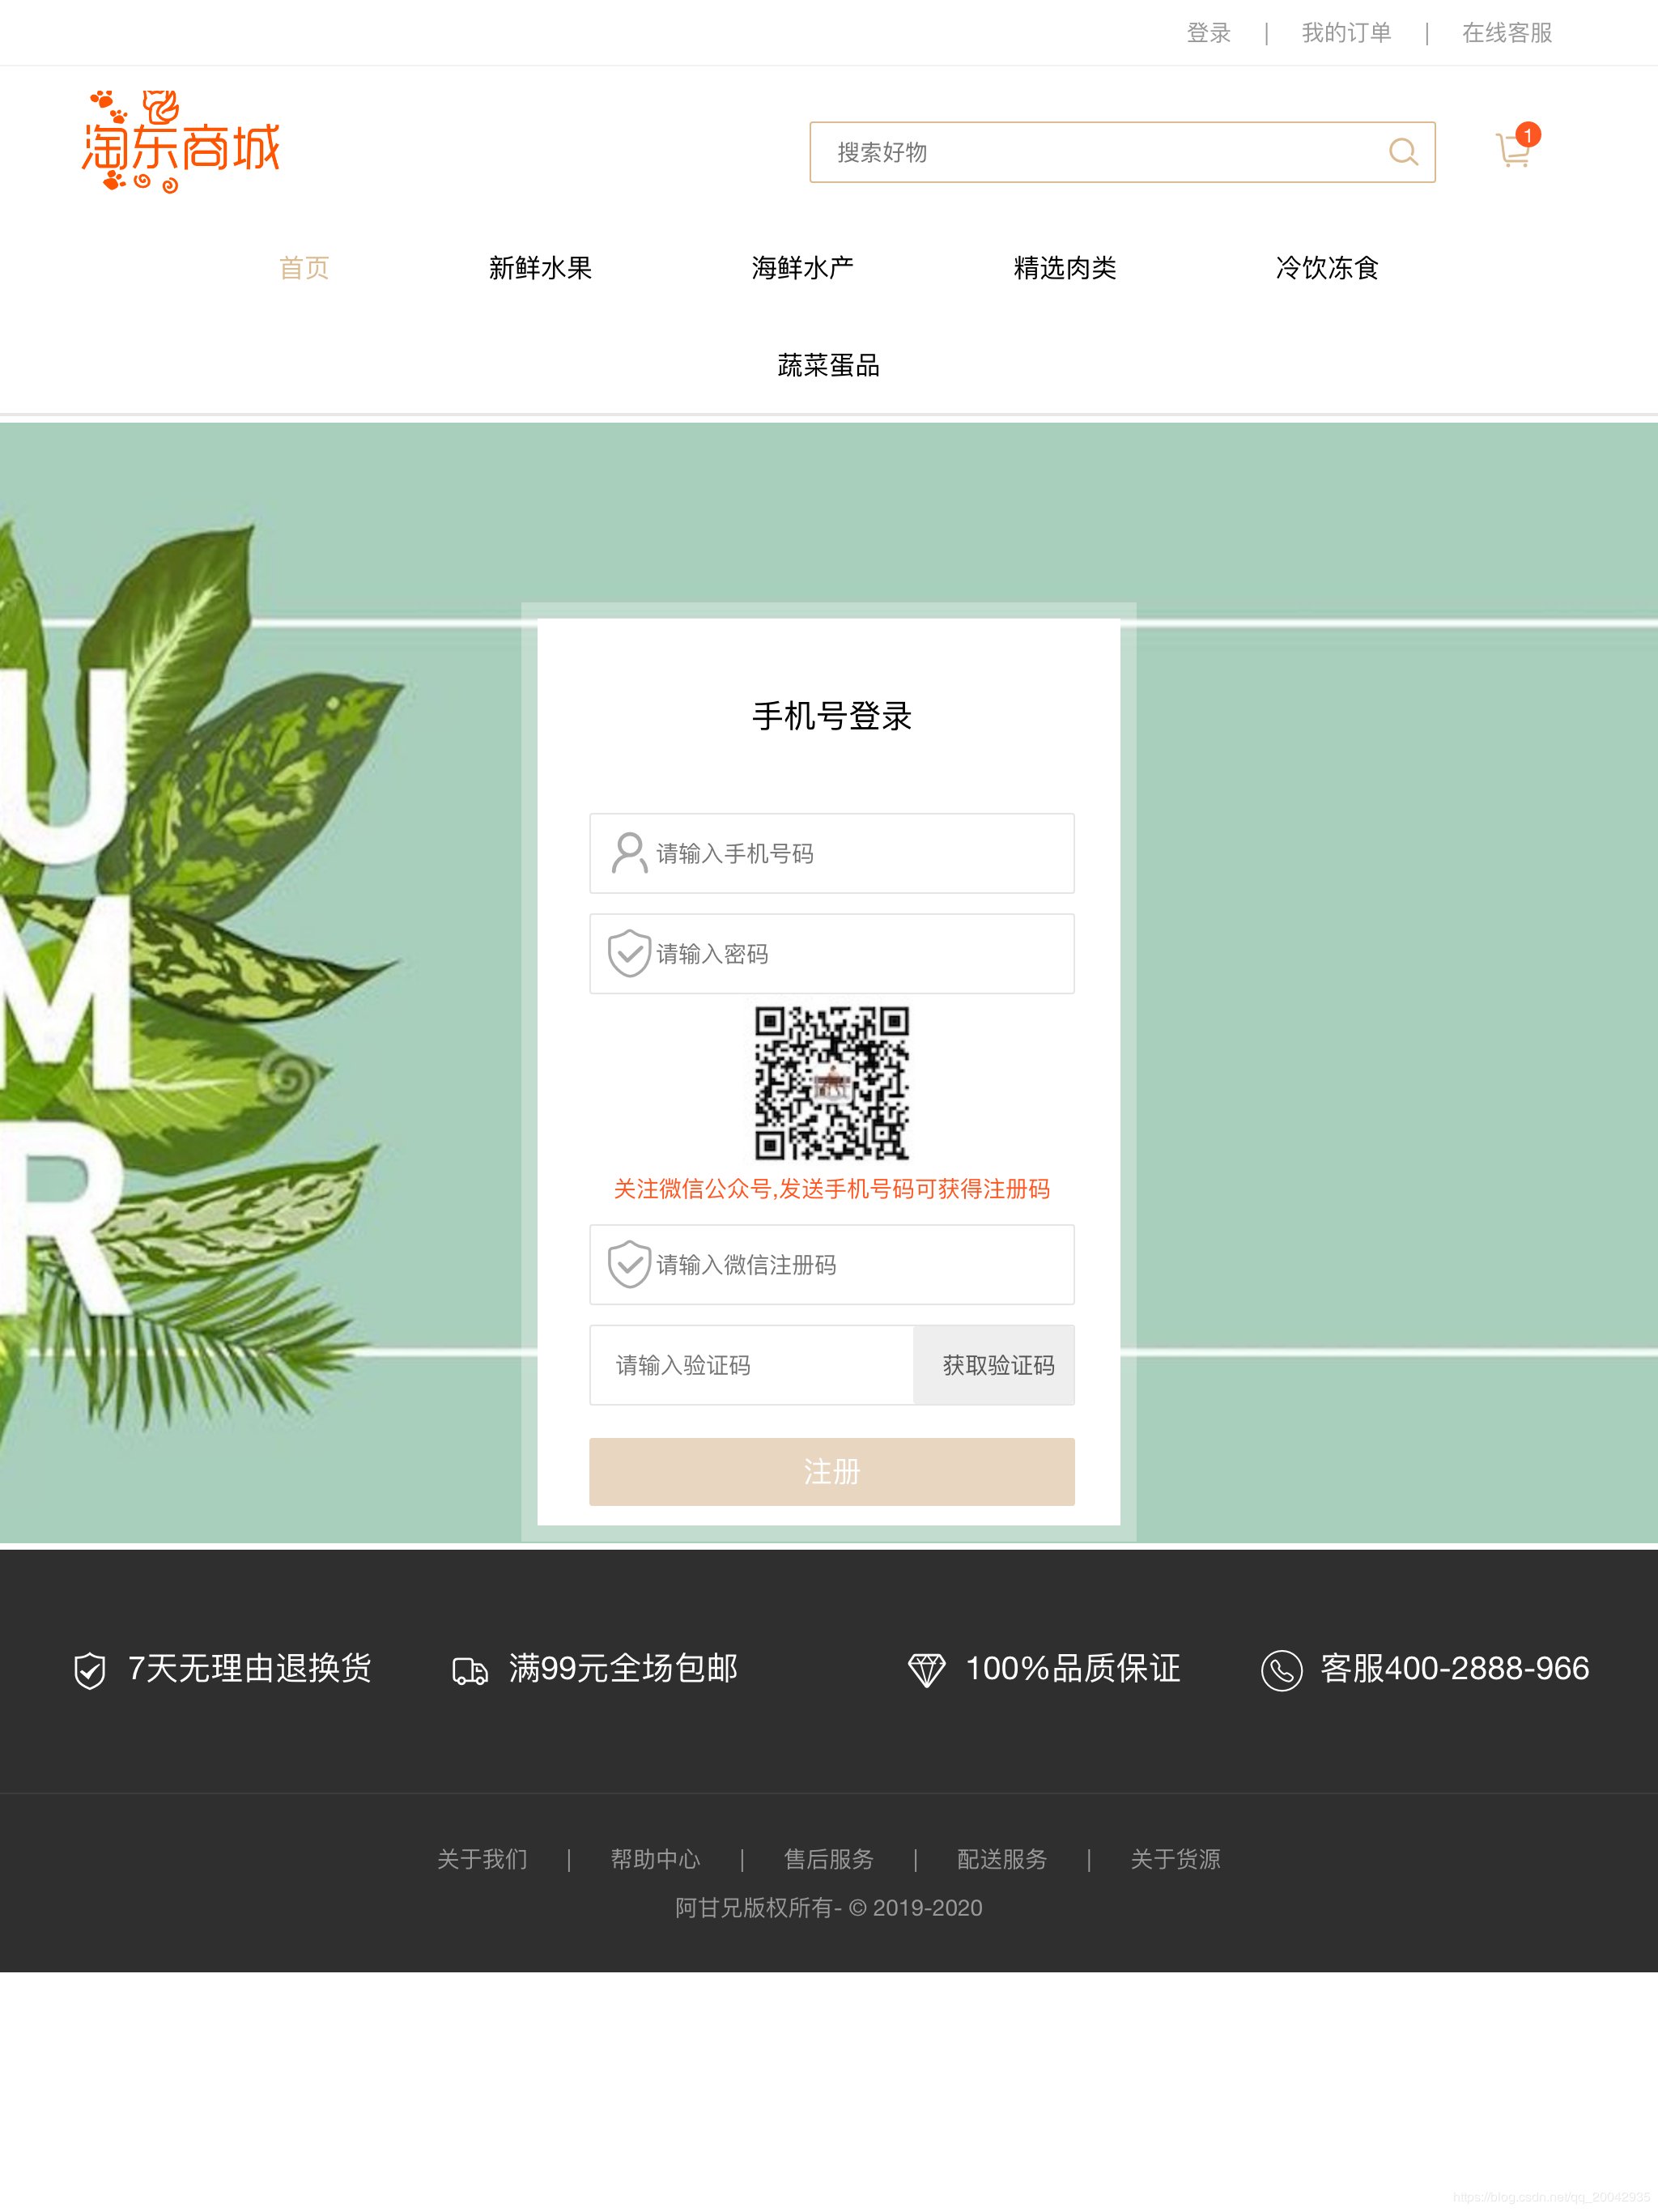 登录 | 我的订单 | 在线客服
淘东商城
搜索好物
1
首页 新鲜水果 海鲜水产 精选肉类 冷饮冻食
蔬菜蛋品
U
M
R
手机号登录
请输入手机号码
请输入密码
关注微信公众号,发送手机号码可获得注册码
请输入微信注册码
请输入验证码 获取验证码
注册
7天无理由退换货 满99元全场包邮 100%品质保证 客服400-2888-966
关于我们 | 帮助中心 | 售后服务 | 配送服务 | 关于货源
阿甘兄版权所有- © 2019-2020
https://blog.csdn.net/qq_20042935